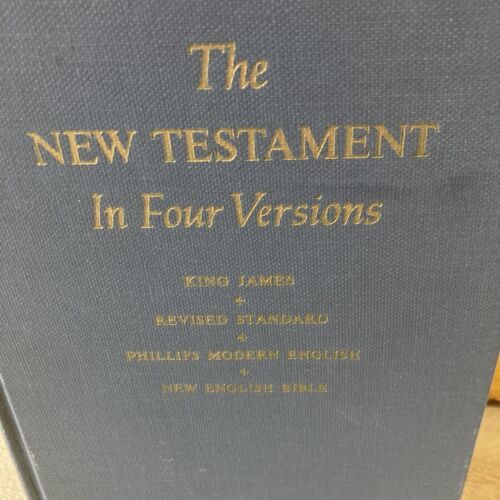 The
NEW TESTAMENT
In Four Versions
KING JAMES
REVISED STANDARD
PHILLIPS MODERN ENGLISH
NEW ENGLISH BIBLE